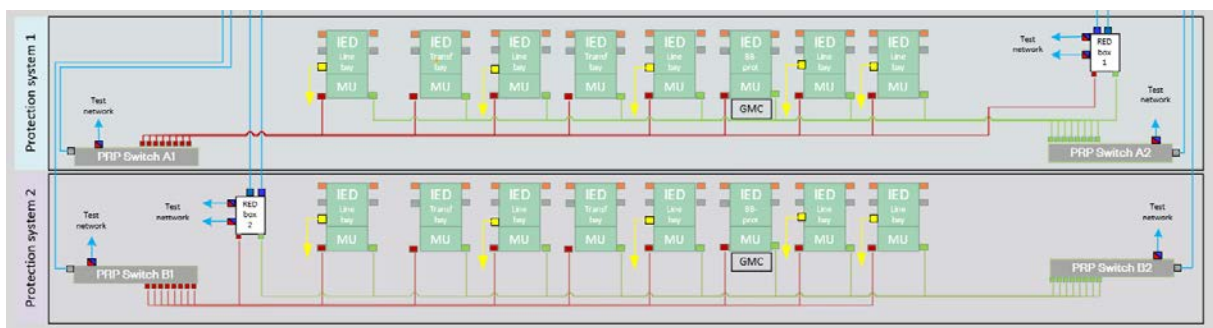 Protection system 1
Test
network
PRP Switch A1
IED
Line
bay
MU
IED
Transf
bay
MU
IED
Line
bay
MU
IED
Transf
bay
MU
IED
Line
bay
MU
IED
BB-
prot
MU
GMC
IED
Line
bay
MU
IED
Line
bay
MU
Test
network
RED
box
1
Test
network
PRP Switch A2
Protection system 2
Test
network
PRP Switch B1
Test
nettwork
RED
box
2
IED
Line
bay
MU
IED
Transf
bay
MU
IED
Line
bay
MU
IED
Transf
bay
MU
IED
Line
bay
MU
IED
BB-
prot
MU
GMC
IED
Line
bay
MU
IED
Line
bay
MU
Test
network
PRP Switch B2